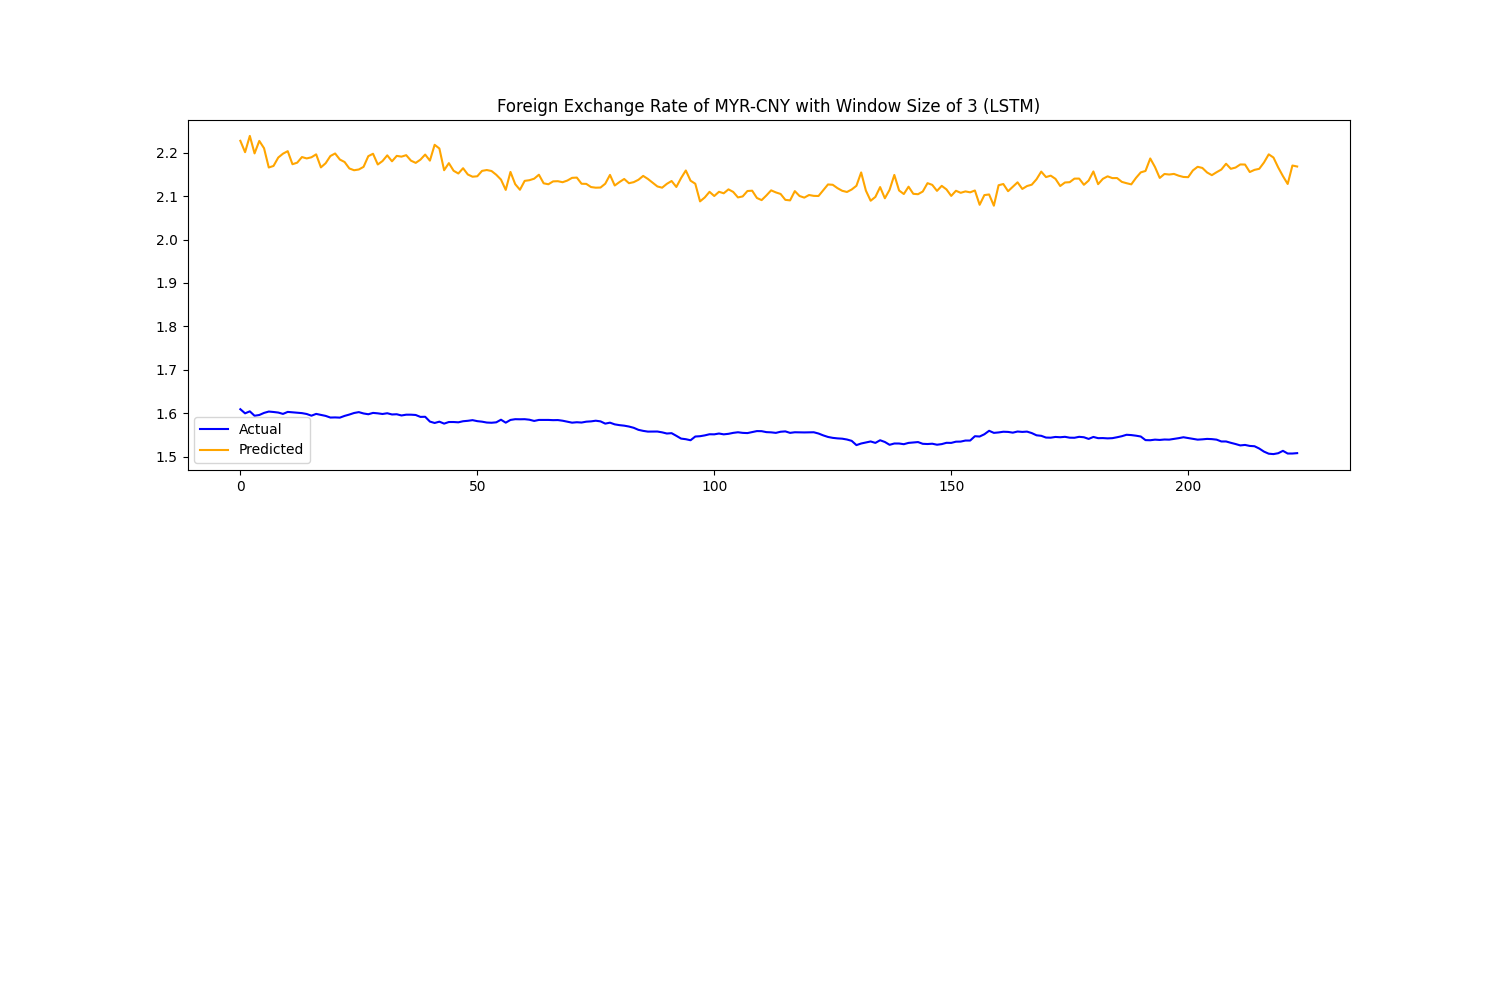 Foreign Exchange Rate of MYR-CNY with Window Size of 3 (LSTM)
2.2
2.1
2.0
1.9
1.8
1.7
1.6
1.5
Actual
Predicted
0 50 100 150 200